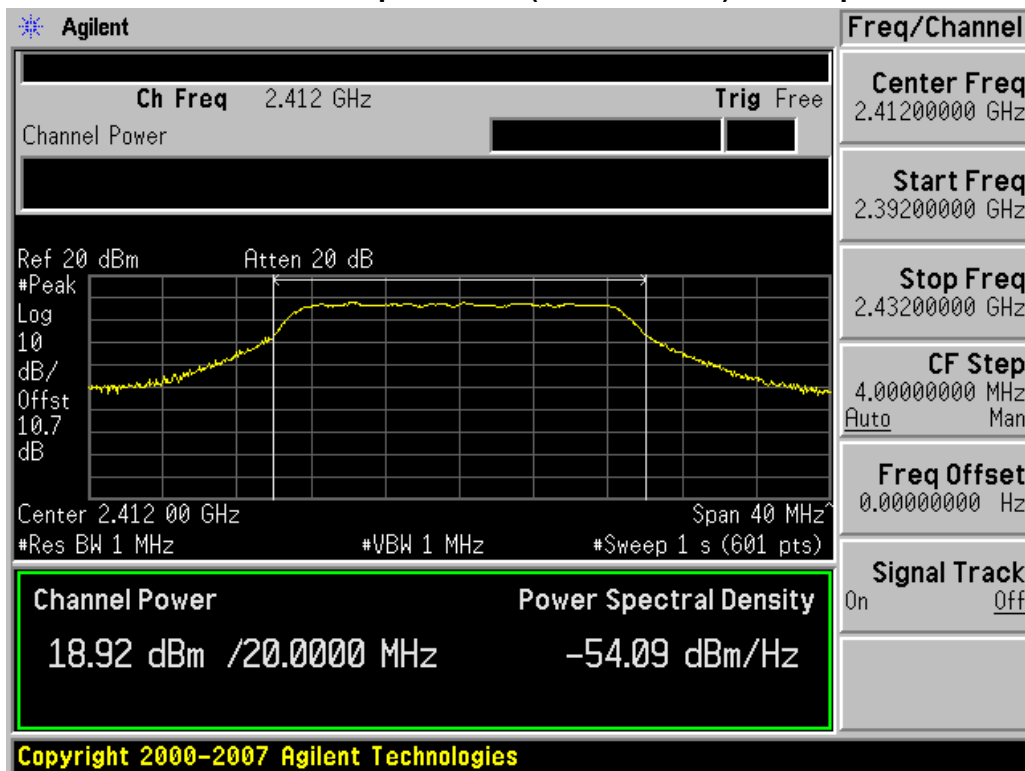 Agilent
Freq/Channel
Ch Freq 2.412 GHz Trig Free
Channel Power
Center Freq
2.41200000 GHz
Start Freq
2.39200000 GHz
Stop Freq
2.43200000 GHz
CF Step
4.00000000 MHz
Auto Man
Freq Offset
0.00000000 Hz
Signal Track
On Off
Ref 20 dBm Atten 20 dB
#Peak
Log
10
dB/
Offst
10.7
dB
Center 2.412 00 GHz Span 40 MHz^
#Res BW 1 MHz #VBW 1 MHz #Sweep 1 s (601 pts)
Channel Power Power Spectral Density
18.92 dBm /20.0000 MHz -54.09 dBm/Hz
Copyright 2000-2007 Agilent Technologies